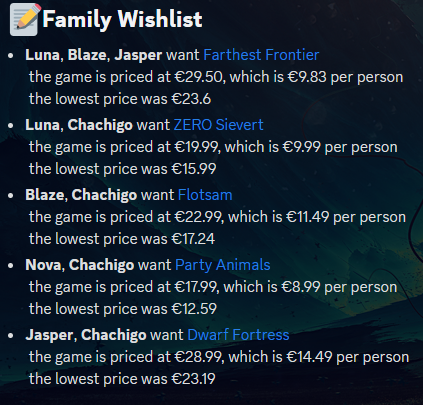 Family Wishlist
• Luna, Blaze, Jasper want Farthest Frontier
the game is priced at €29.50, which is €9.83 per person
the lowest price was €23.6
• Luna, Chachigo want ZERO Sievert
the game is priced at €19.99, which is €9.99 per person
the lowest price was €15.99
• Blaze, Chachigo want Flotsam
the game is priced at €22.99, which is €11.49 per person
the lowest price was €17.24
• Nova, Chachigo want Party Animals
the game is priced at €17.99, which is €8.99 per person
the lowest price was €12.59
• Jasper, Chachigo want Dwarf Fortress
the game is priced at €28.99, which is €14.49 per person
the lowest price was €23.19